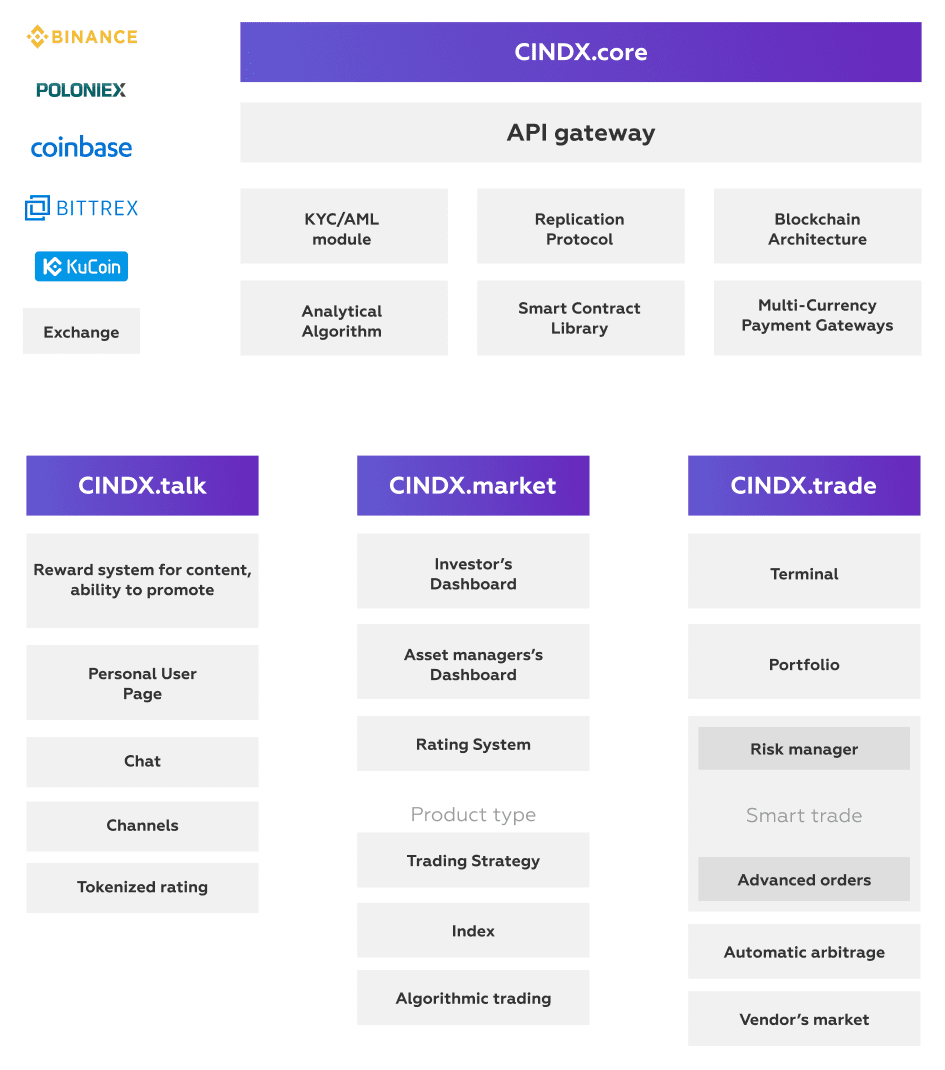 BINANCE
POLONIEX
coinbase
BITTREX
KuCoin
Exchange
CINDX.core
API gateway
KYC/AML
module
Replication
Protocol
Blockchain
Architecture
Analytical
Algorithm
Smart Contract
Library
Multi-Currency
Payment Gateways
CINDX.talk
Reward system for content,
ability to promote
Personal User
Page
Chat
Channels
Tokenized rating
CINDX.market
Investor’s
Dashboard
Asset managers’s
Dashboard
Rating System
Product type
Trading Strategy
Index
Algorithmic trading
CINDX.trade
Terminal
Portfolio
Risk manager
Smart trade
Advanced orders
Automatic arbitrage
Vendor’s market